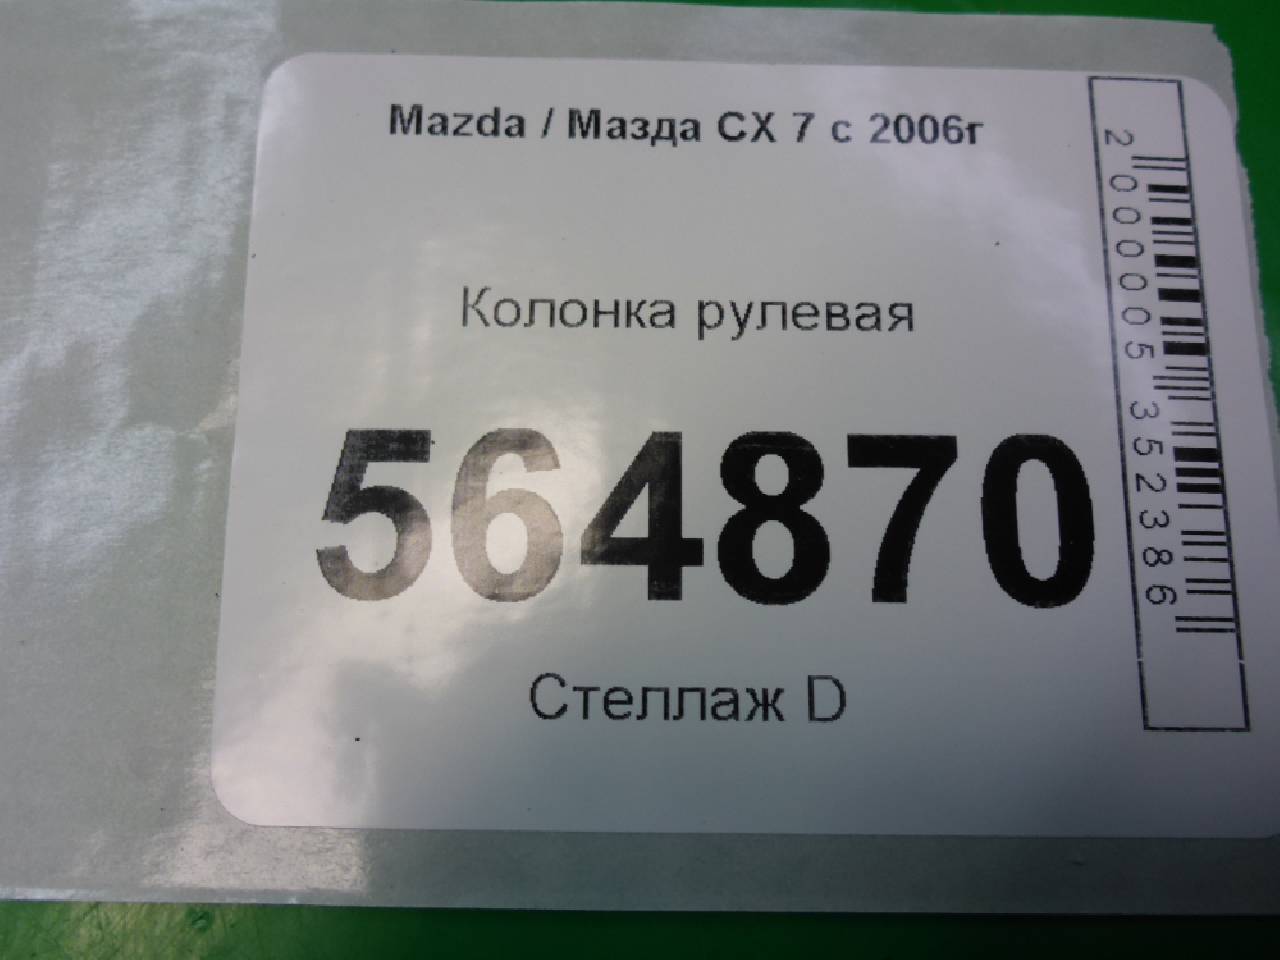 Mazda / Мазда CX 7 с 2006г
Колонка рулевая
564870
Стеллаж D
2000005352386